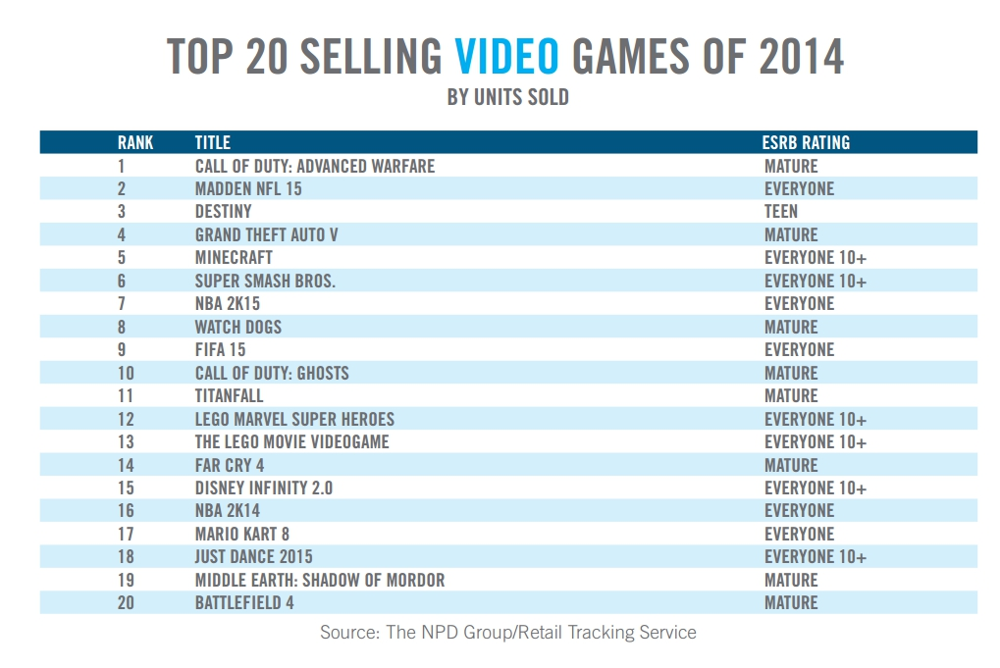 TOP 20 SELLING VIDEO GAMES OF 2014
BY UNITS SOLD
RANK TITLE ESRB RATING
1 CALL OF DUTY: ADVANCED WARFARE MATURE
2 MADDEN NFL 15 EVERYONE
3 DESTINY TEEN
4 GRAND THEFT AUTO V MATURE
5 MINECRAFT EVERYONE 10+
6 SUPER SMASH BROS. EVERYONE 10+
7 NBA 2K15 EVERYONE
8 WATCH DOGS MATURE
9 FIFA 15 EVERYONE
10 CALL OF DUTY: GHOSTS MATURE
11 TITANFALL MATURE
12 LEGO MARVEL SUPER HEROES EVERYONE 10+
13 THE LEGO MOVIE VIDEOGAME EVERYONE 10+
14 FAR CRY 4 MATURE
15 DISNEY INFINITY 2.0 EVERYONE 10+
16 NBA 2K14 EVERYONE
17 MARIO KART 8 EVERYONE
18 JUST DANCE 2015 EVERYONE 10+
19 MIDDLE EARTH: SHADOW OF MORDOR MATURE
20 BATTLEFIELD 4 MATURE
Source: The NPD Group/Retail Tracking Service